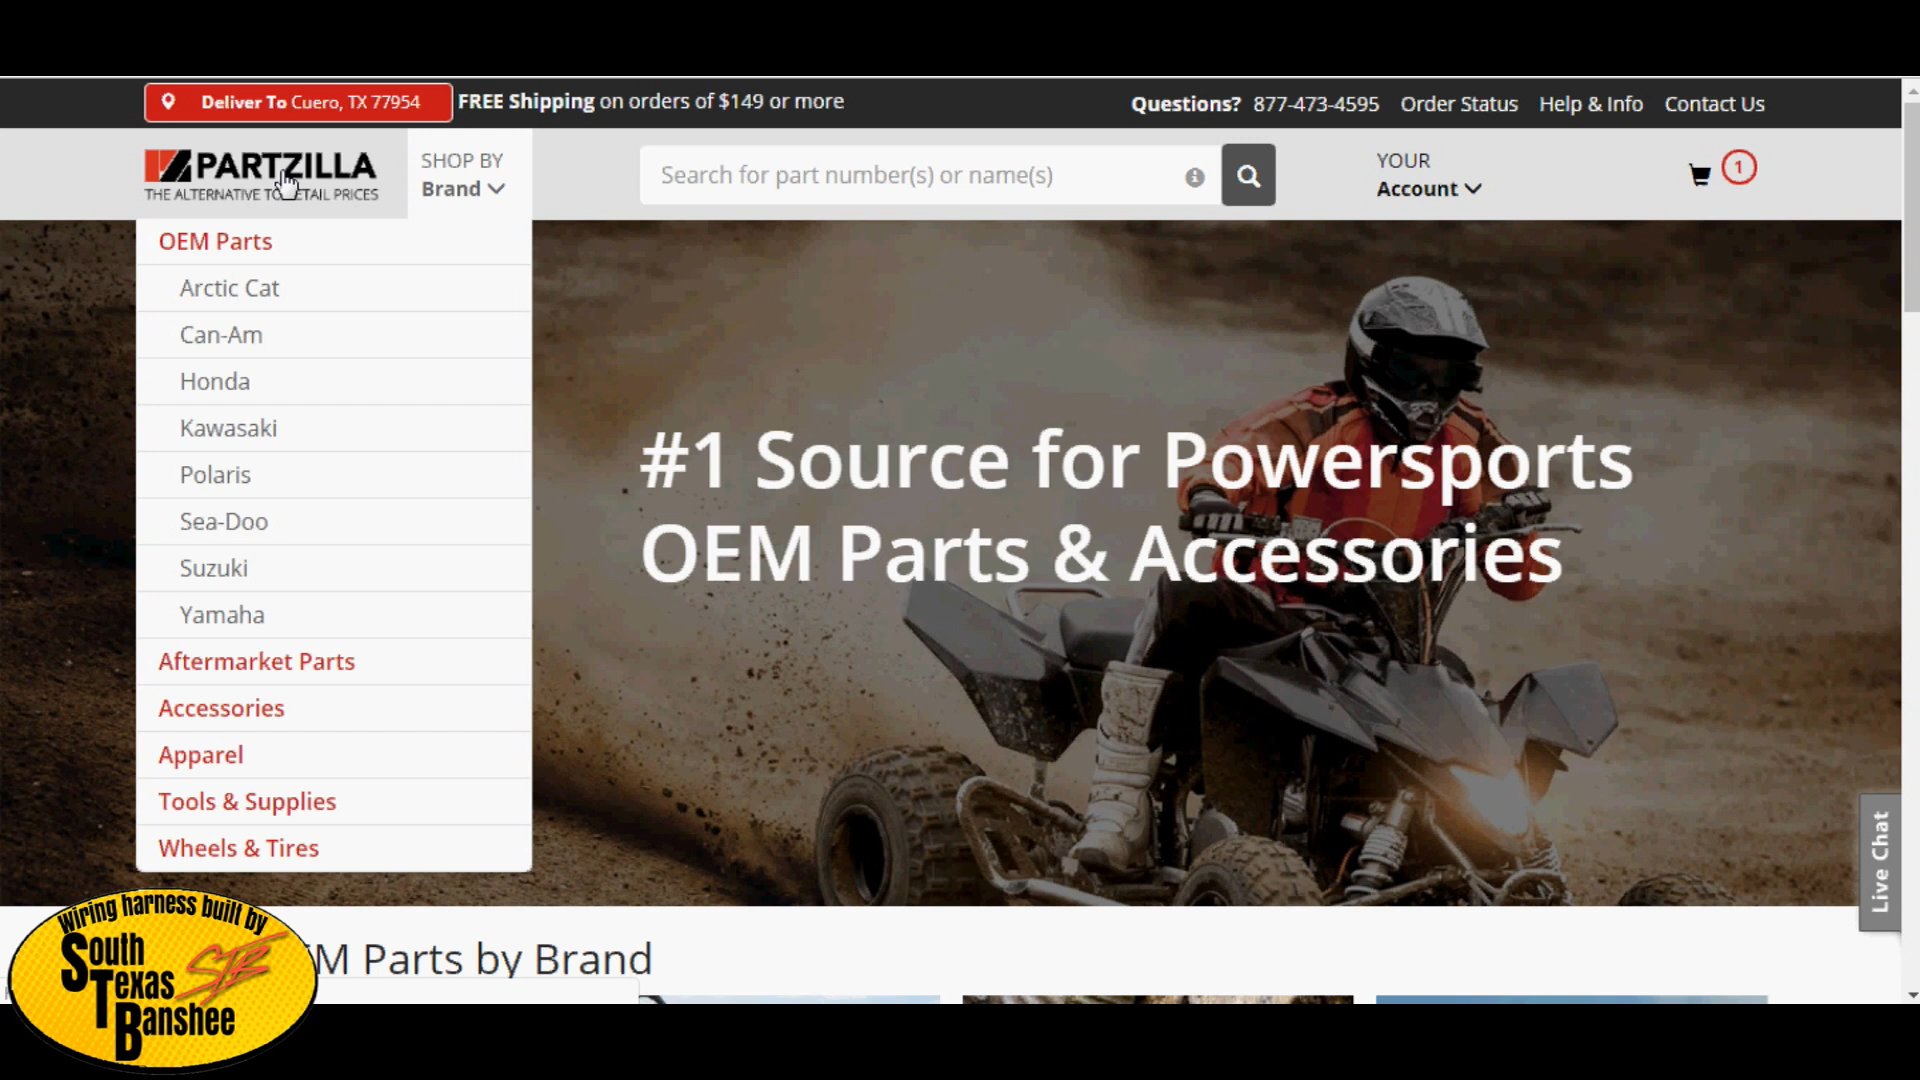 Deliver To Cuero, TX 77954
FREE Shipping on orders of $149 or more
Questions? 877-473-4595
Order Status
Help & Info
Contact Us
PARTZILLA
THE ALTERNATIVE TO RETAIL PRICES
SHOP BY
Brand
Search for part number(s) or name(s)
YOUR
Account
1
OEM Parts
Arctic Cat
Can-Am
Honda
Kawasaki
Polaris
Sea-Doo
Suzuki
Yamaha
Aftermarket Parts
Accessories
Apparel
Tools & Supplies
Wheels & Tires
#1 Source for Powersports
OEM Parts & Accessories
Live Chat
M Parts by Brand
Wiring harness built by
South
Texas
Banshee
STB